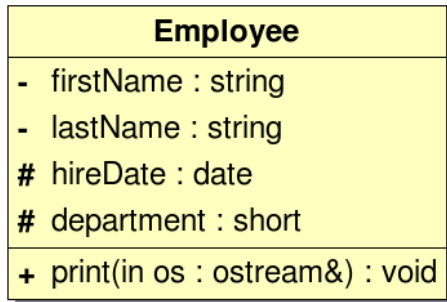 Employee
- firstName : string
- lastName : string
# hireDate : date
# department : short
+ print(in os : ostream&) : void